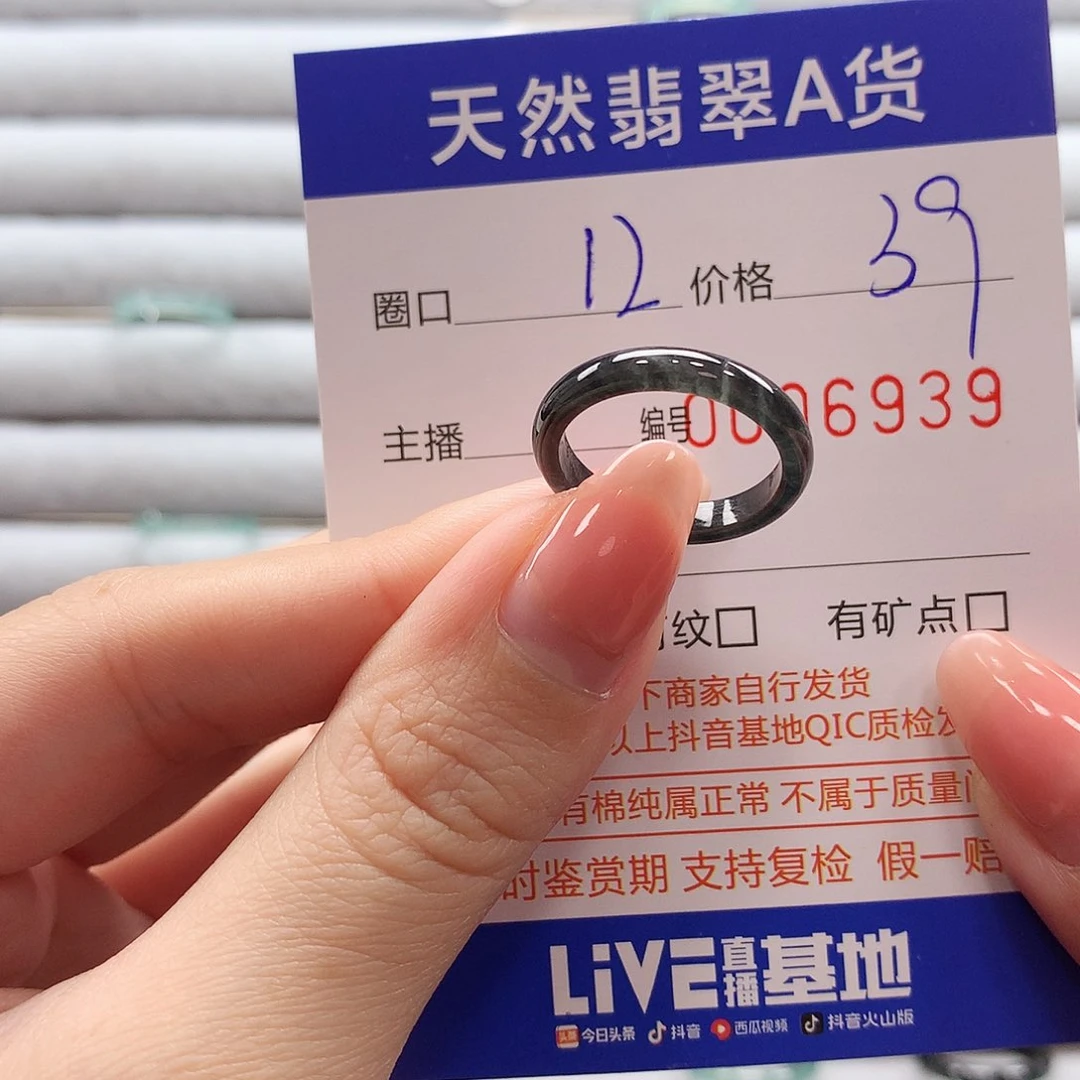 天然翡翠A货
圈口 12 价格 39
主播 编号 0006939
纹□ 有矿点□
下商家自行发货
以上抖音基地QIC质检发
有棉纯属正常 不属于质量
时鉴赏期 支持复检 假一赔
LiVE直播基地
头条 今日头条 抖音 西瓜视频 抖音火山版